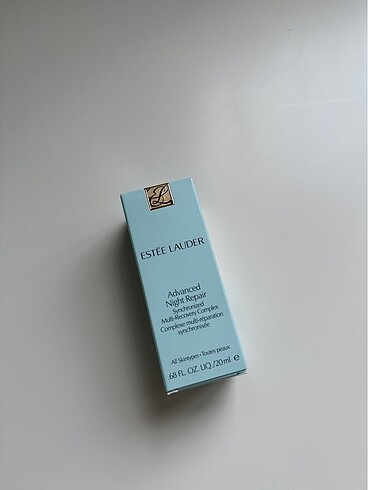 ESTĒE LAUDER
Advanced
Night Repair
Synchronized
Multi-Recovery Complex
Complexe multi-réparation
synchronisée
All Skintypes • Toutes peaux
.68 FL. OZ. LIQ./20 ml ℮